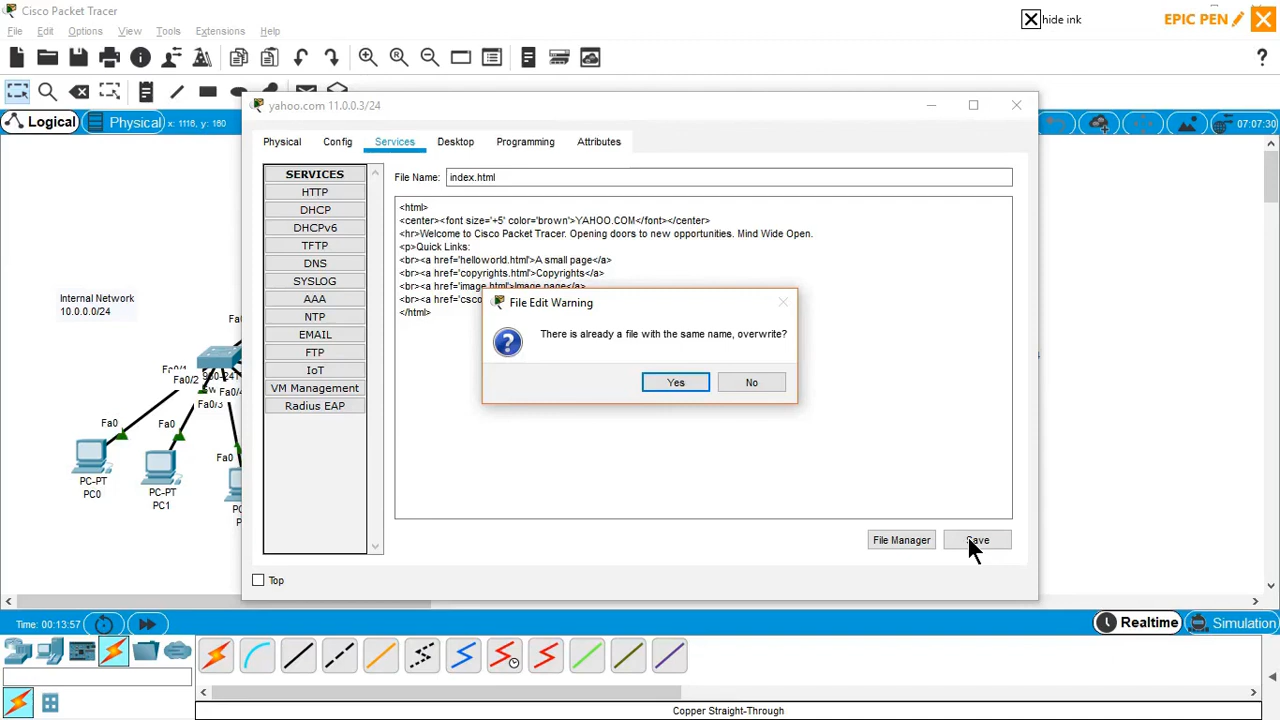 Cisco Packet Tracer
hide ink
EPIC PEN
File Edit Options View Tools Extensions Help
Logical
Physical
x: 1116, y: 160
07:07:30
yahoo.com 11.0.0.3/24
Physical Config Services Desktop Programming Attributes
SERVICES
HTTP
DHCP
DHCPv6
TFTP
DNS
SYSLOG
AAA
NTP
EMAIL
FTP
IoT
VM Management
Radius EAP
File Name: index.html
<html>
<center><font size='+5' color='brown'>YAHOO.COM</font></center>
<hr>Welcome to Cisco Packet Tracer. Opening doors to new opportunities. Mind Wide Open.
<p>Quick Links:
<br><a href='helloworld.html'>A small page</a>
<br><a href='copyrights.html'>Copyrights</a>
<br><a href='image.html'>Image page</a>
<br><a href='cscc
</html>
File Edit Warning
There is already a file with the same name, overwrite?
Yes
No
File Manager
Save
Top
Internal Network
10.0.0.0/24
Fa0/2
Fa0/3
Fa0
Fa0
Fa0
PC-PT
PC0
PC-PT
PC1
Time: 00:13:57
Realtime
Simulation
Copper Straight-Through